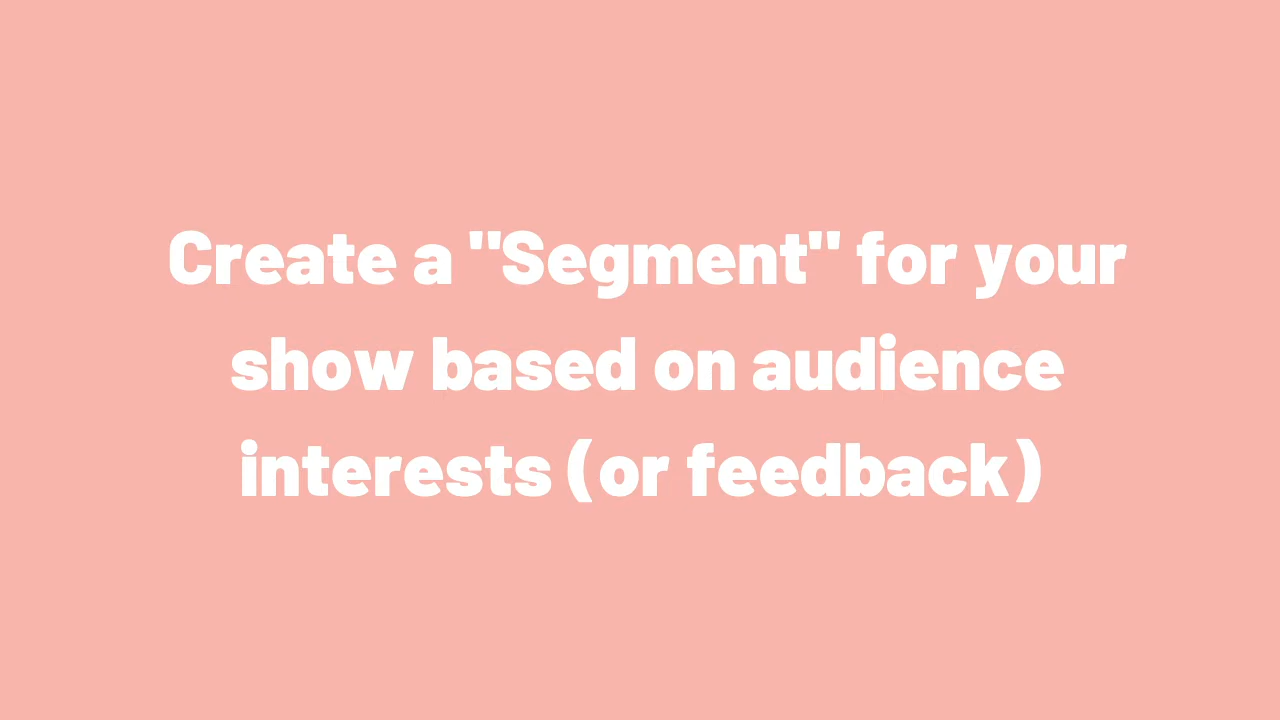 Create a "Segment" for your
show based on audience
interests (or feedback)